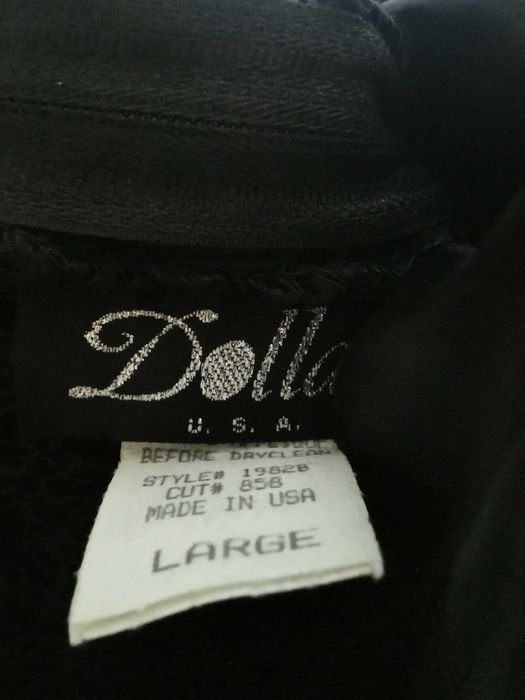 Dolla
U. S. A.
BEFORE DRYCLEAN
STYLE# 1982B
CUT# 858
MADE IN USA
LARGE